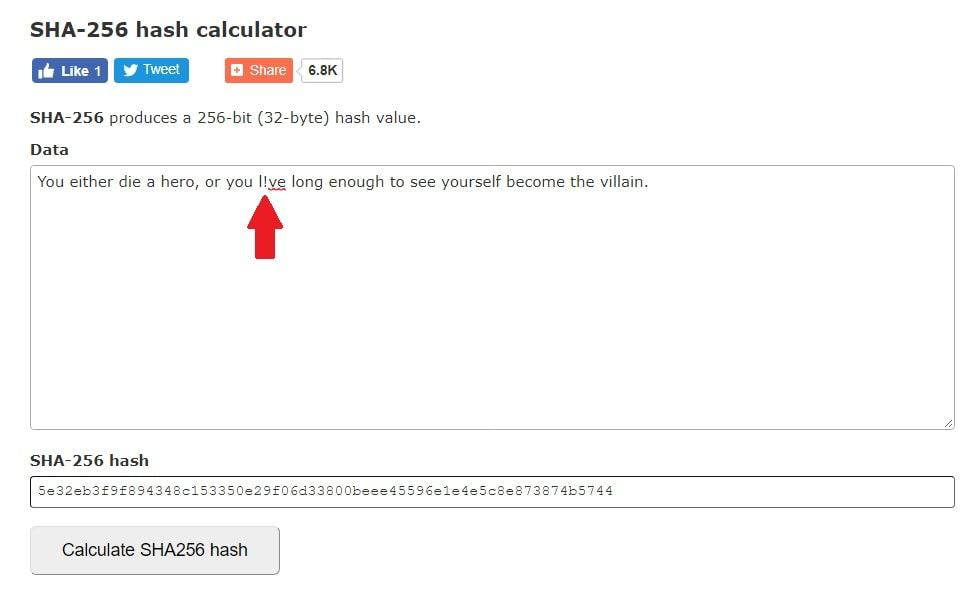 SHA-256 hash calculator
Like 1 Tweet Share 6.8K
SHA-256 produces a 256-bit (32-byte) hash value.
Data
You either die a hero, or you l!ve long enough to see yourself become the villain.
SHA-256 hash
5e32eb3f9f894348c153350e29f06d33800beee45596e1e4e5c8e873874b5744
Calculate SHA256 hash